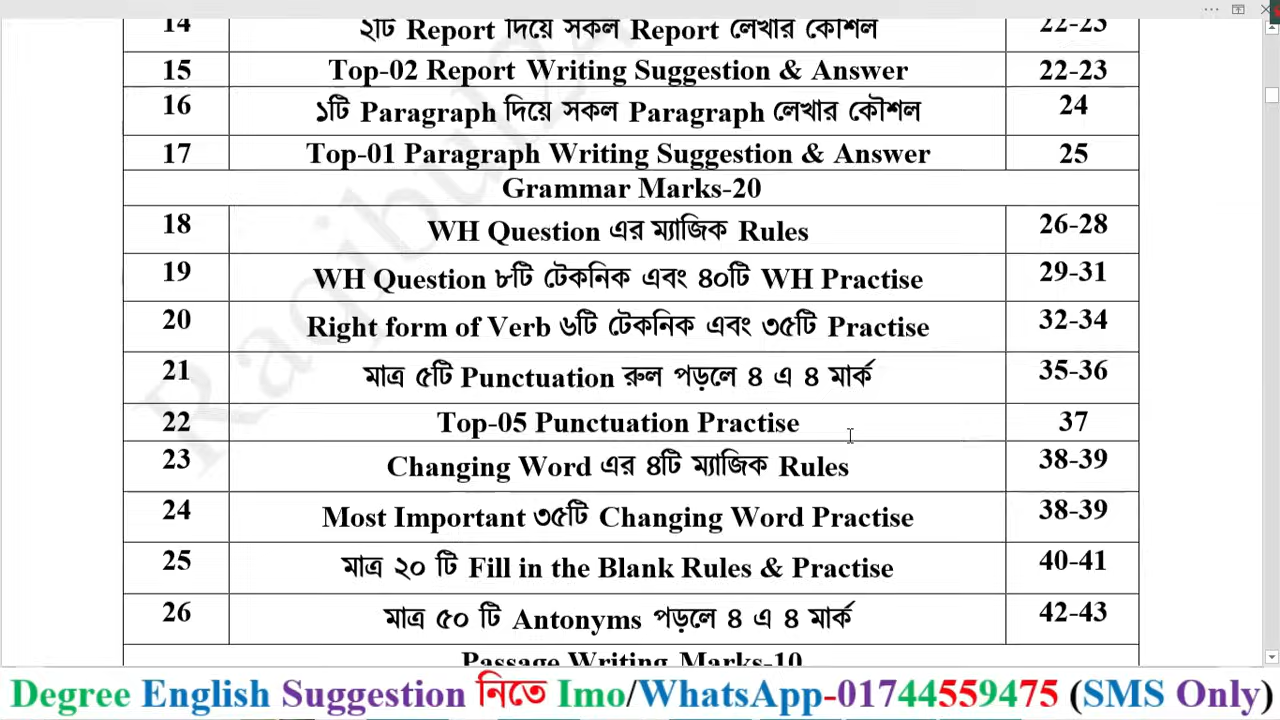 14 ২টি Report দিয়ে সকল Report লেখার কৌশল 22-23
15 Top-02 Report Writing Suggestion & Answer 22-23
16 ১টি Paragraph দিয়ে সকল Paragraph লেখার কৌশল 24
17 Top-01 Paragraph Writing Suggestion & Answer 25
Grammar Marks-20
18 WH Question এর ম্যাজিক Rules 26-28
19 WH Question ৮টি টেকনিক এবং ৪০টি WH Practise 29-31
20 Right form of Verb ৬টি টেকনিক এবং ৩৫টি Practise 32-34
21 মাত্র ৫টি Punctuation রুল পড়লে ৪ এ ৪ মার্ক 35-36
22 Top-05 Punctuation Practise 37
23 Changing Word এর ৪টি ম্যাজিক Rules 38-39
24 Most Important ৩৫টি Changing Word Practise 38-39
25 মাত্র ২০ টি Fill in the Blank Rules & Practise 40-41
26 মাত্র ৫০ টি Antonyms পড়লে ৪ এ ৪ মার্ক 42-43
Passage Writing Marks-10
Degree English Suggestion নিতে Imo/WhatsApp-01744559475 (SMS Only)